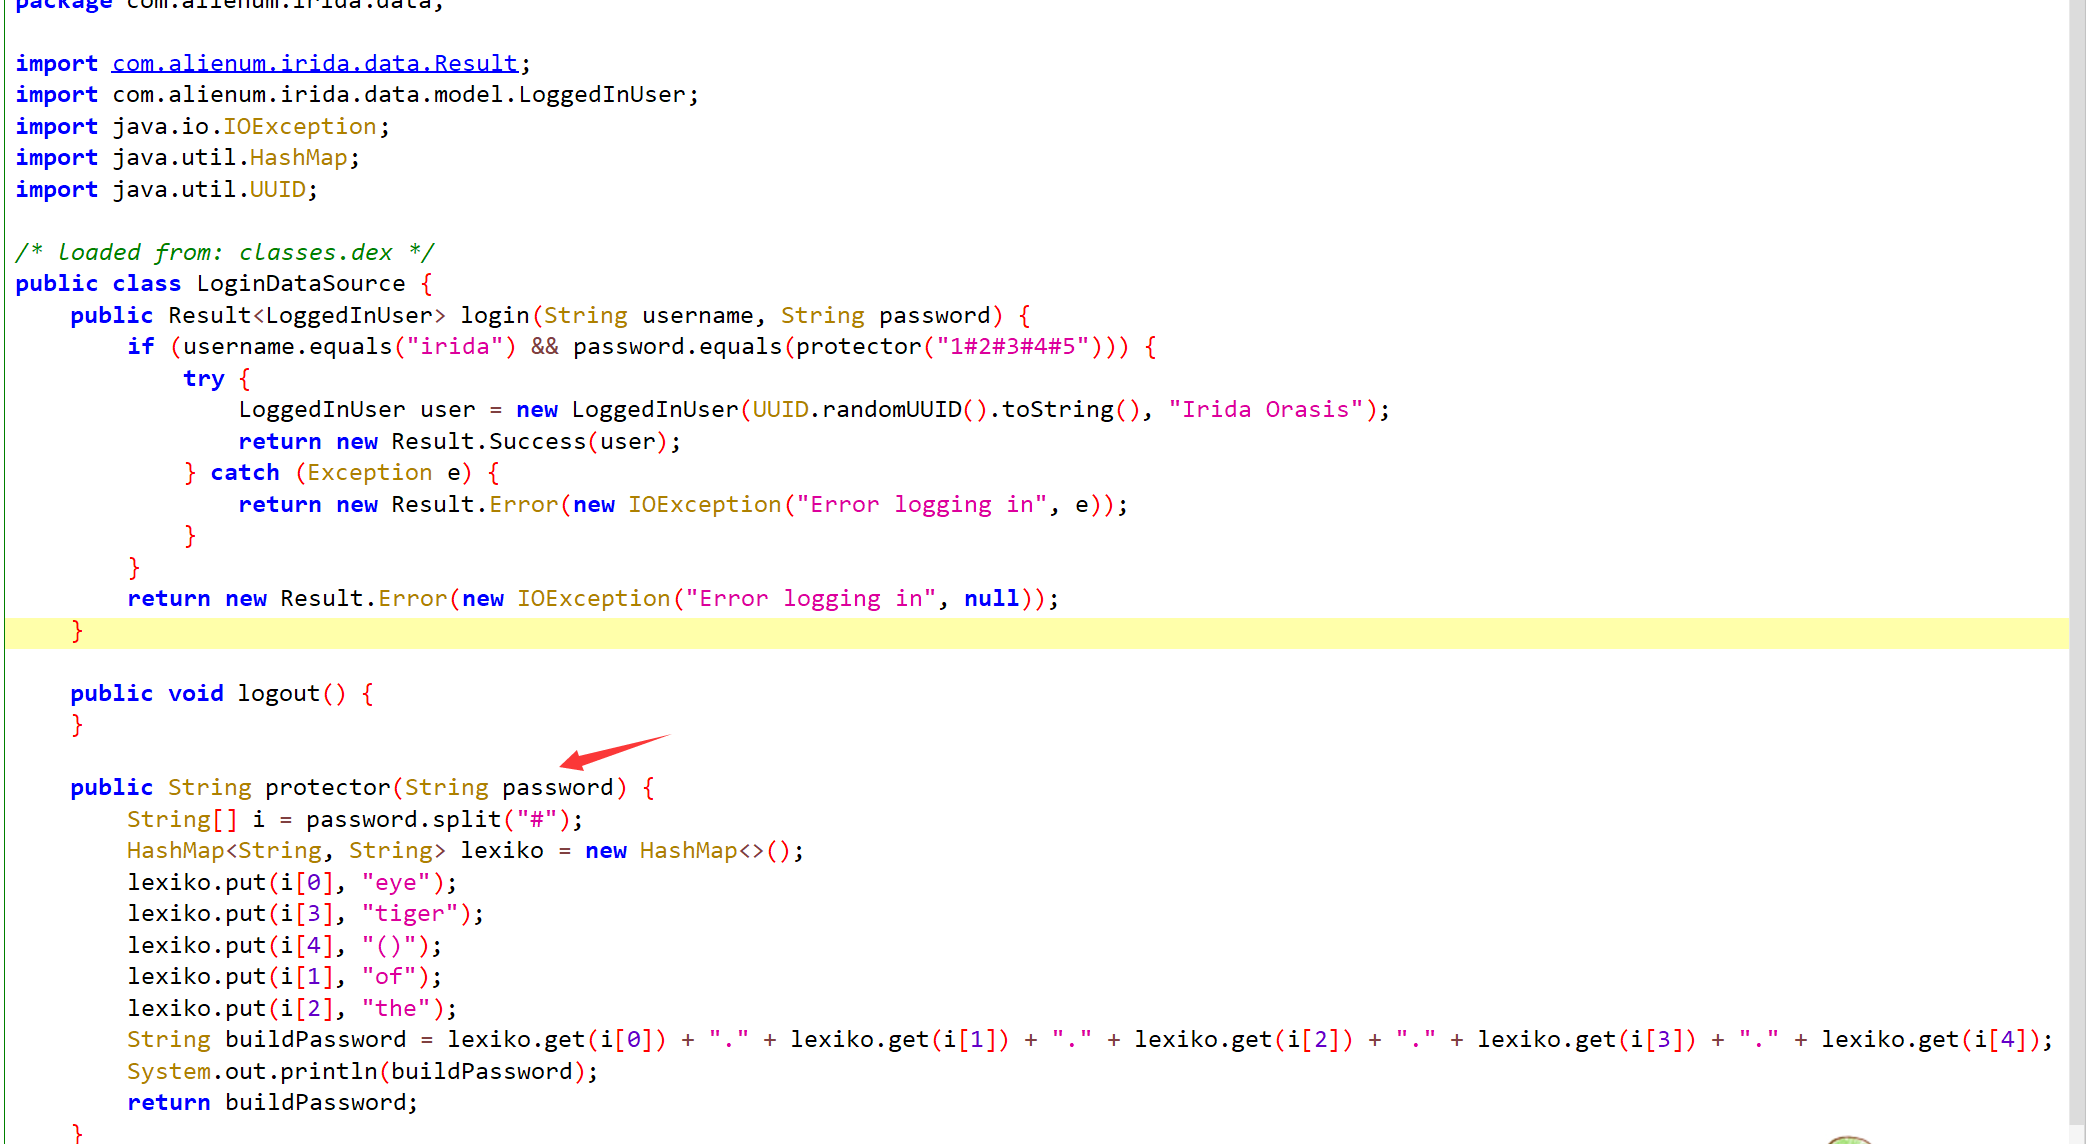 package com.alienum.irida.data;
import com.alienum.irida.data.Result;
import com.alienum.irida.data.model.LoggedInUser;
import java.io.IOException;
import java.util.HashMap;
import java.util.UUID;
/* loaded from: classes.dex */
public class LoginDataSource {
    public Result<LoggedInUser> login(String username, String password) {
        if (username.equals("irida") && password.equals(protector("1#2#3#4#5"))) {
            try {
                LoggedInUser user = new LoggedInUser(UUID.randomUUID().toString(), "Irida Orasis");
                return new Result.Success(user);
            } catch (Exception e) {
                return new Result.Error(new IOException("Error logging in", e));
            }
        }
        return new Result.Error(new IOException("Error logging in", null));
    }
    public void logout() {
    }
    public String protector(String password) {
        String[] i = password.split("#");
        HashMap<String, String> lexiko = new HashMap<>();
        lexiko.put(i[0], "eye");
        lexiko.put(i[3], "tiger");
        lexiko.put(i[4], "()");
        lexiko.put(i[1], "of");
        lexiko.put(i[2], "the");
        String buildPassword = lexiko.get(i[0]) + "." + lexiko.get(i[1]) + "." + lexiko.get(i[2]) + "." + lexiko.get(i[3]) + "." + lexiko.get(i[4]);
        System.out.println(buildPassword);
        return buildPassword;
    }